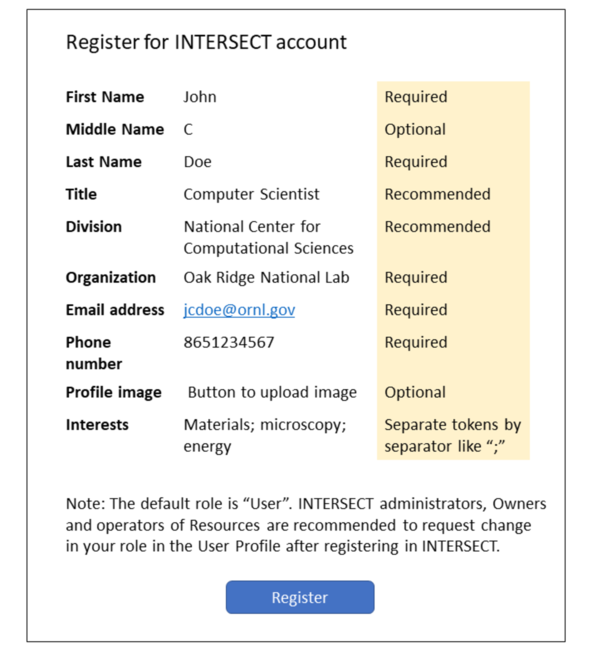 Register for INTERSECT account
First Name John Required
Middle Name C Optional
Last Name Doe Required
Title Computer Scientist Recommended
Division National Center for Recommended
Computational Sciences
Organization Oak Ridge National Lab Required
Email address jcdoe@ornl.gov Required
Phone 8651234567 Required
number
Profile image Button to upload image Optional
Interests Materials; microscopy; Separate tokens by
energy separator like “;”
Note: The default role is “User”. INTERSECT administrators, Owners
and operators of Resources are recommended to request change
in your role in the User Profile after registering in INTERSECT.
Register